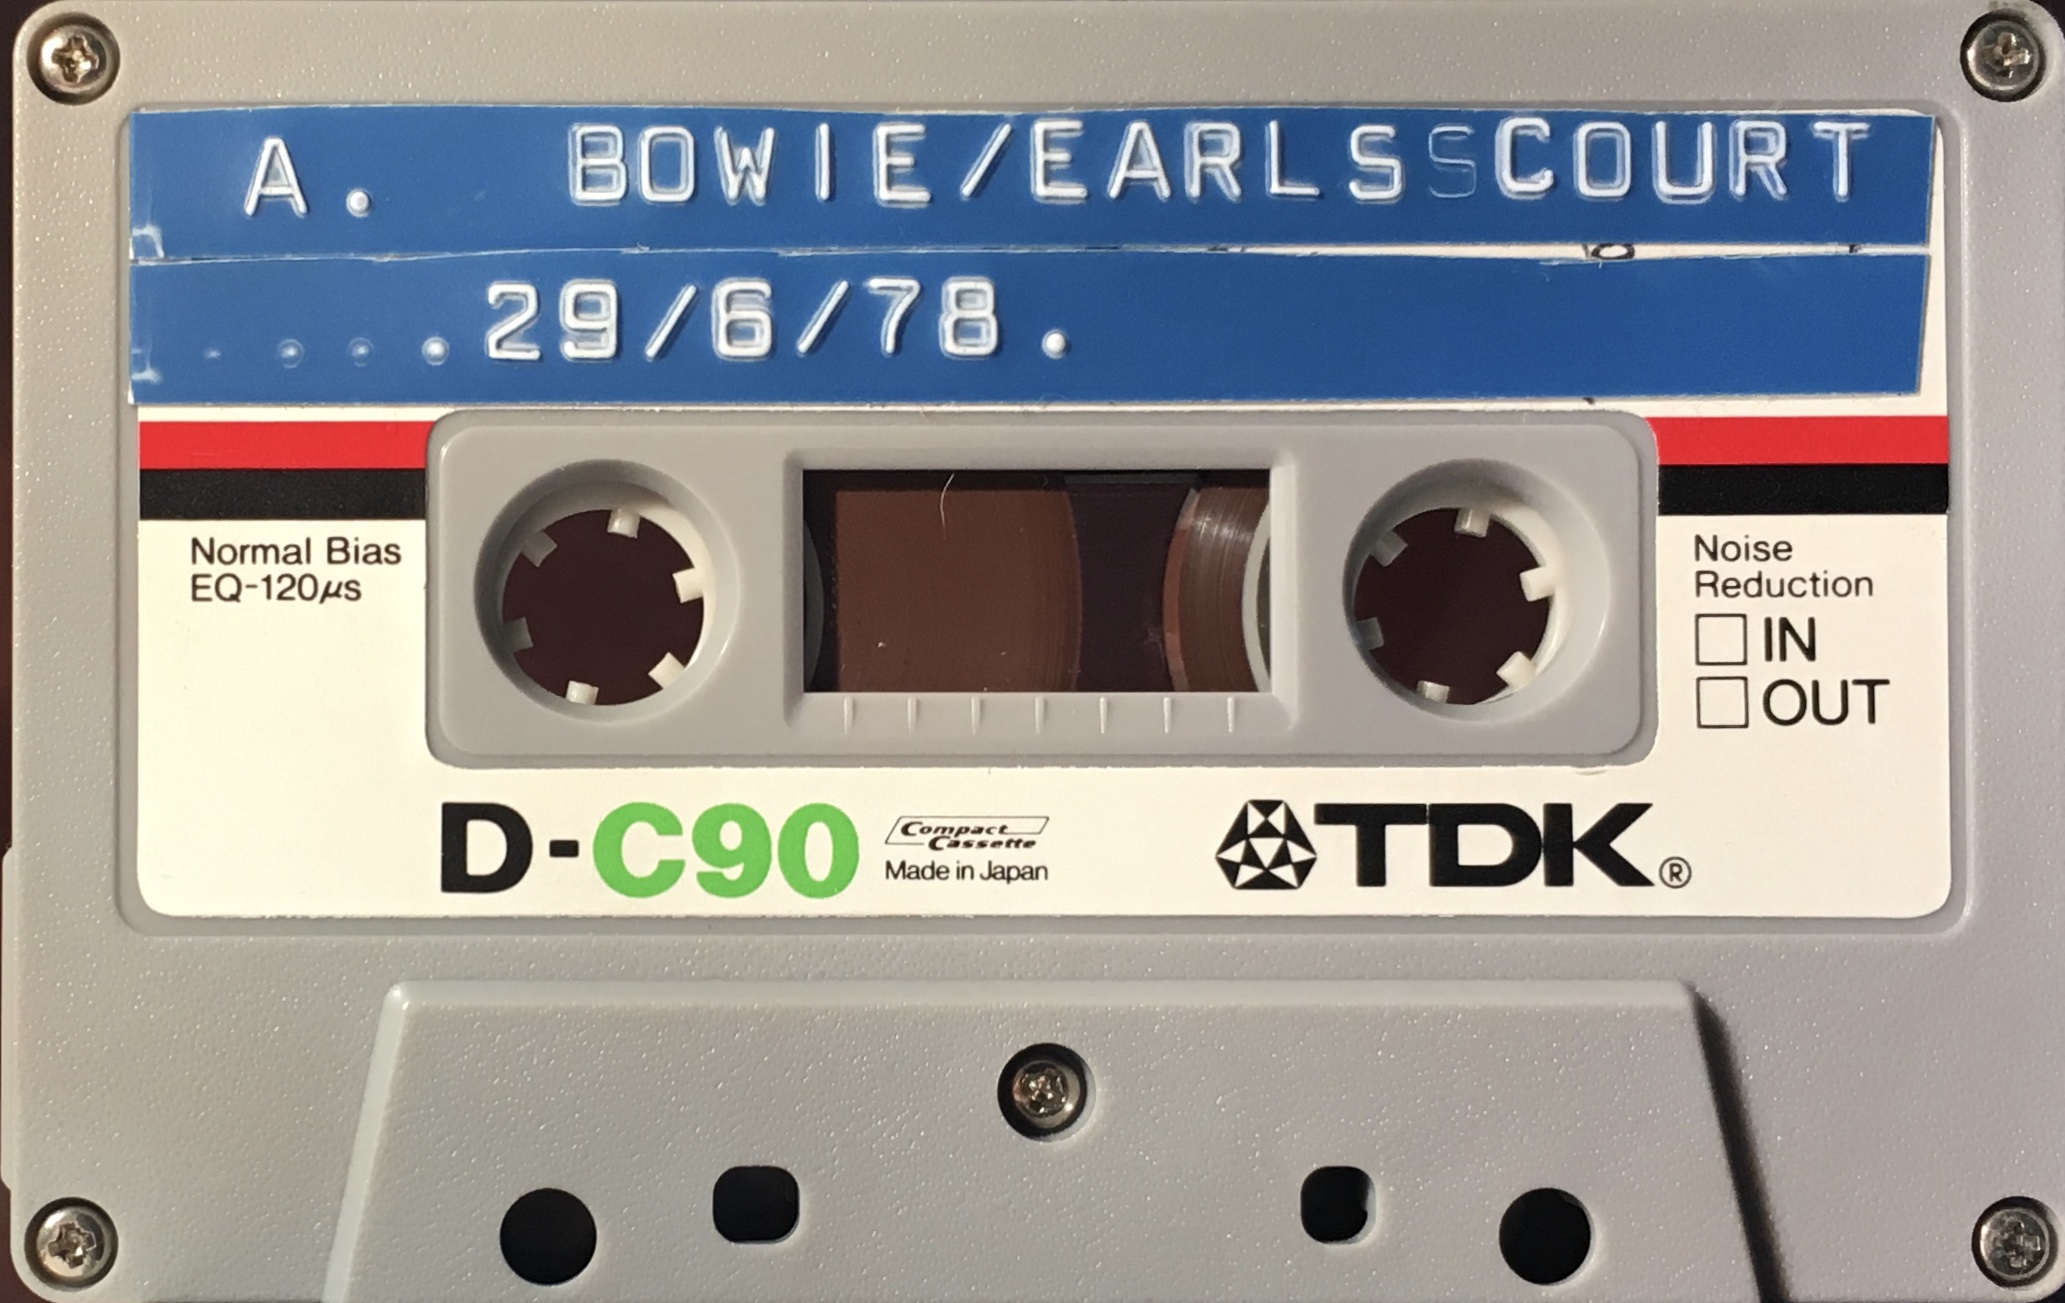 A. BOWIE/EARLSSCOURT
....29/6/78.
Normal Bias
EQ-120μs
Noise
Reduction
IN
OUT
D-C90
Compact
Cassette
Made in Japan
TDK®